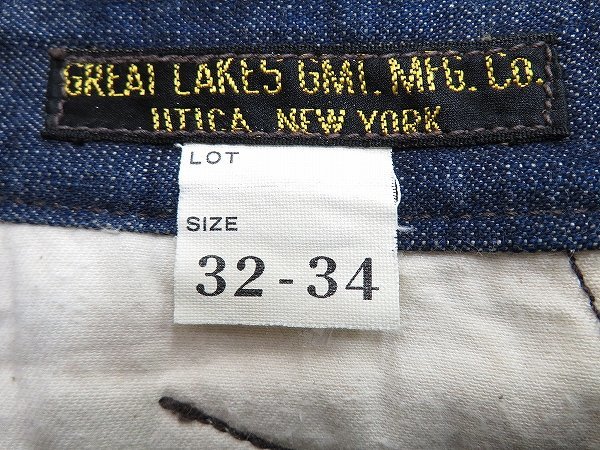 GREAT LAKES GMT. MFG. CO.
UTICA, NEW YORK
LOT
SIZE
32-34